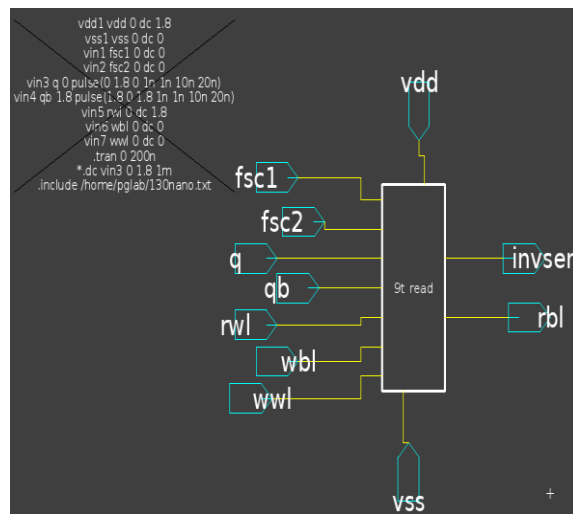 vdd1 vdd 0 dc 1.8
vss1 vss 0 dc 0
vin1 fsc1 0 dc 0
vin2 fsc2 0 dc 0
vin3 q 0 pulse(0 1.8 0 1n 1n 10n 20n)
vin4 qb 1.8 pulse(1.8 0 1.8 1n 1n 10n 20n)
vin5 rwl 0 dc 1.8
vin6 wbl 0 dc 0
vin7 wwl 0 dc 0
.tran 0 200n
*.dc vin3 0 1.8 1m
.include /home/pglab/130nano.txt
vdd
fsc1
fsc2
q
qb
rwl
wbl
wwl
9t read
invser
rbl
vss